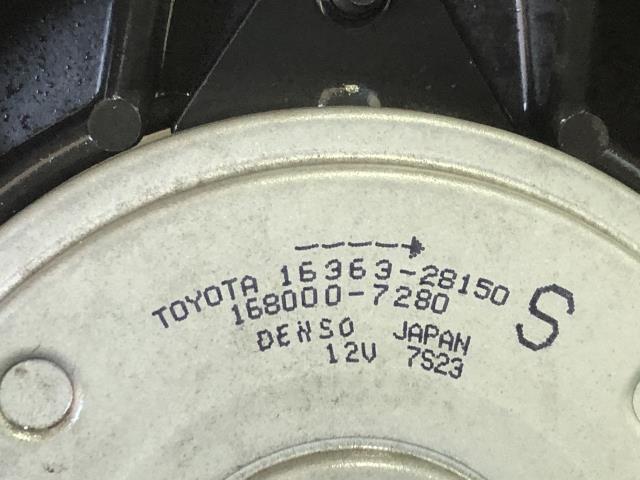 TOYOTA 16363-28150
168000-7280 S
DENSO JAPAN
12V 7S23